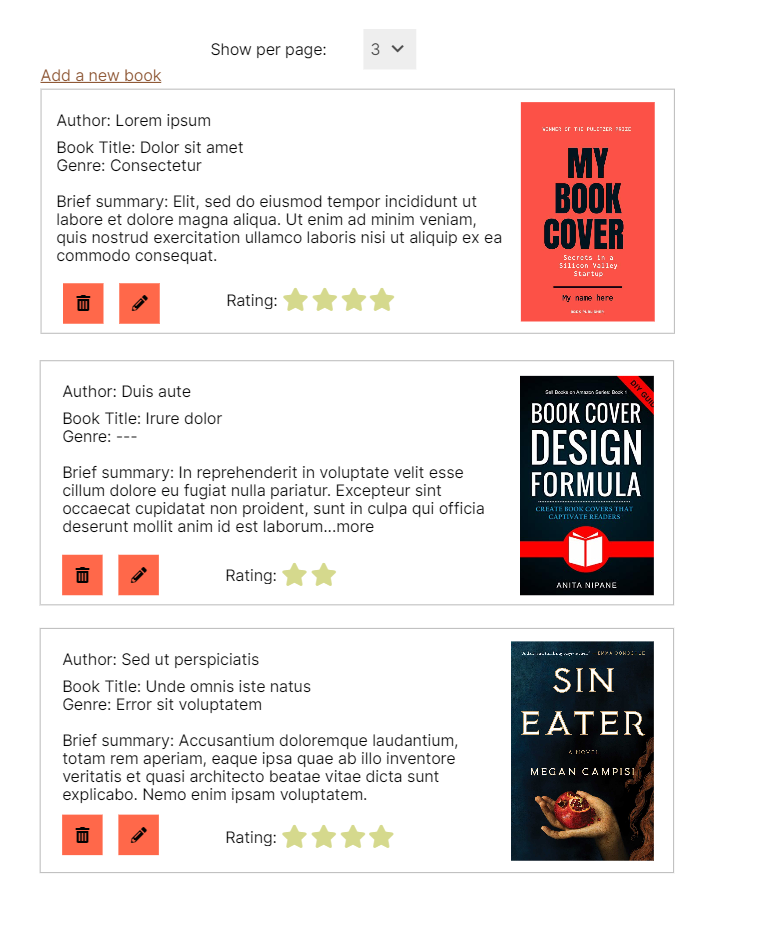 Show per page:
3
Add a new book
Author: Lorem ipsum
Book Title: Dolor sit amet
Genre: Consectetur
Brief summary: Elit, sed do eiusmod tempor incididunt ut
labore et dolore magna aliqua. Ut enim ad minim veniam,
quis nostrud exercitation ullamco laboris nisi ut aliquip ex ea
commodo consequat.
Rating:
WINNER OF THE PULITZER PRIZE
MY
BOOK
COVER
Secrets in a
Silicon Valley
Startup
My name here
Author: Duis aute
Book Title: Irure dolor
Genre: ---
Brief summary: In reprehenderit in voluptate velit esse
cillum dolore eu fugiat nulla pariatur. Excepteur sint
occaecat cupidatat non proident, sunt in culpa qui officia
deserunt mollit anim id est laborum...more
Rating:
DIY GUIDE
Sell Books on Amazon Series: Book 1
BOOK COVER
DESIGN
FORMULA
CREATE BOOK COVERS THAT
CAPTIVATE READERS
ANITA NIPANE
Author: Sed ut perspiciatis
Book Title: Unde omnis iste natus
Genre: Error sit voluptatem
Brief summary: Accusantium doloremque laudantium,
totam rem aperiam, eaque ipsa quae ab illo inventore
veritatis et quasi architecto beatae vitae dicta sunt
explicabo. Nemo enim ipsam voluptatem.
Rating:
SIN
EATER
A NOVEL
MEGAN CAMPISI